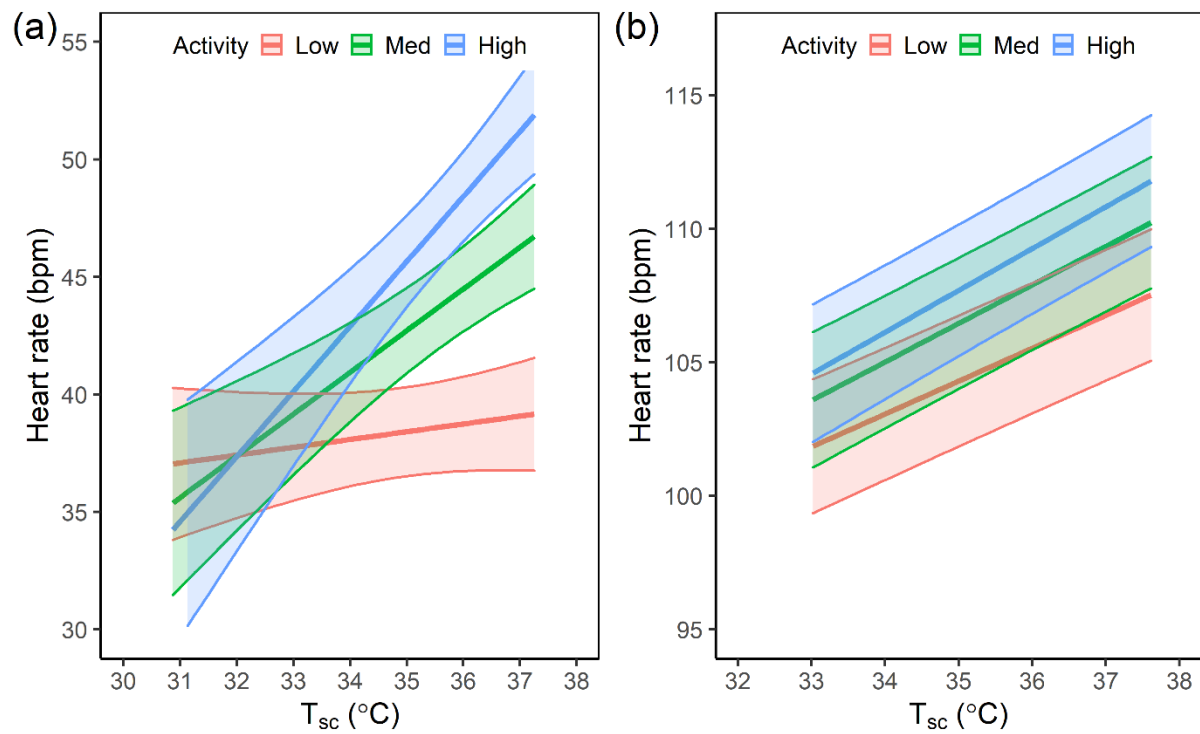 (a)
Activity Low Med High
55
50
45
40
35
30
Heart rate (bpm)
30 31 32 33 34 35 36 37 38
Tsc (°C)
(b)
Activity Low Med High
115
110
105
100
95
Heart rate (bpm)
32 33 34 35 36 37 38
Tsc (°C)